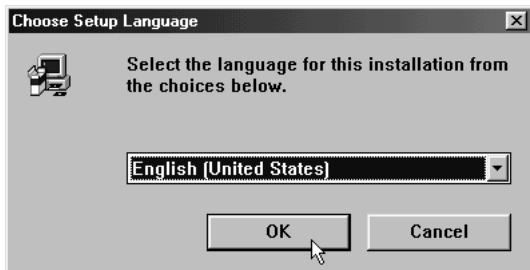 Choose Setup Language
Select the language for this installation from
the choices below.
English (United States)
OK
Cancel